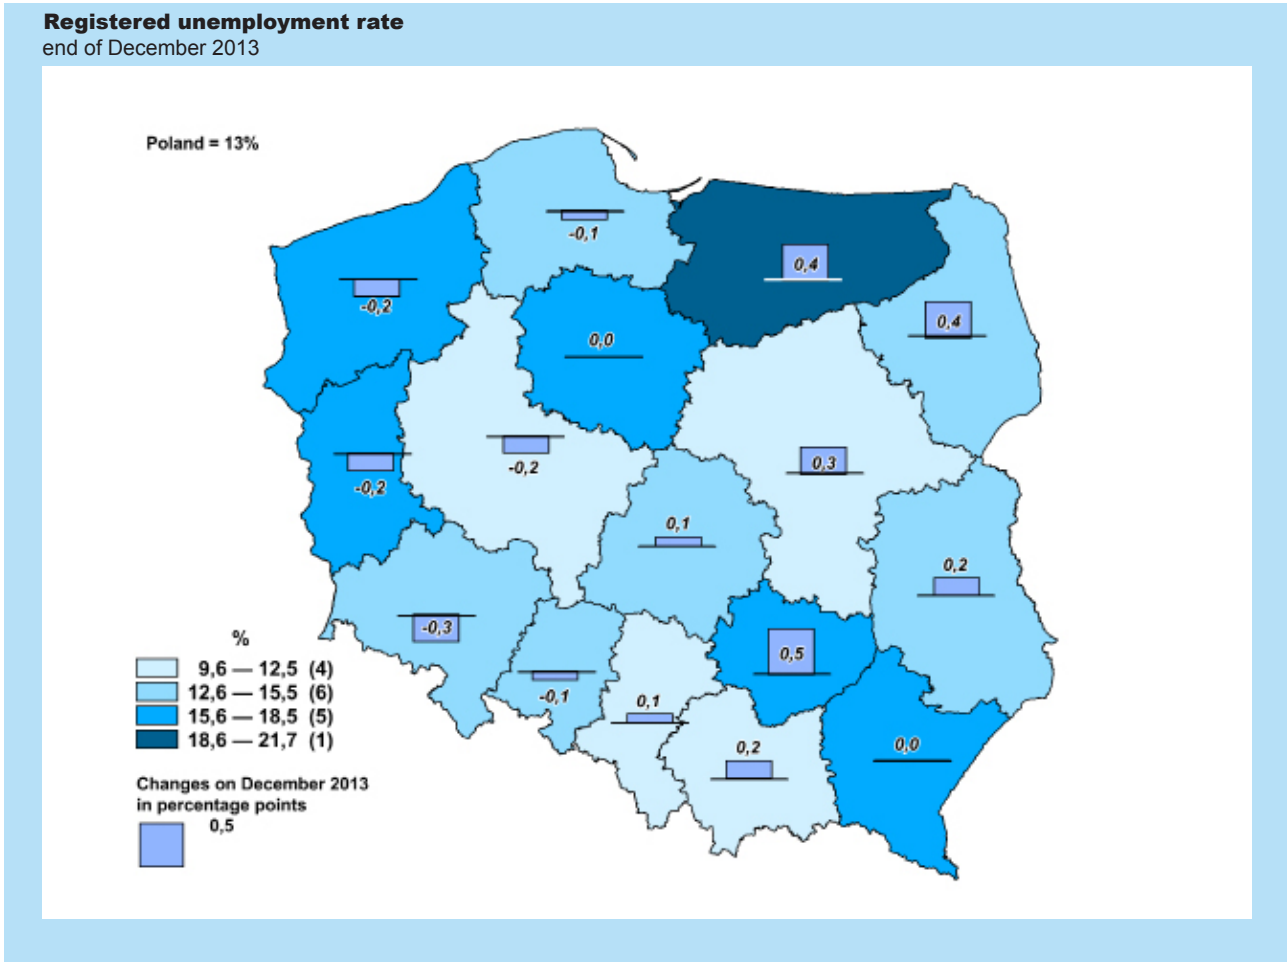 Registered unemployment rate
end of December 2013
Poland = 13%
-0,1
0,4
-0,2
0,4
0,0
-0,2
0,3
-0,2
0,1
0,2
-0,3
0,5
-0,1
0,1
0,2
0,0
%
9,6 — 12,5 (4)
12,6 — 15,5 (6)
15,6 — 18,5 (5)
18,6 — 21,7 (1)
Changes on December 2013
in percentage points
0,5